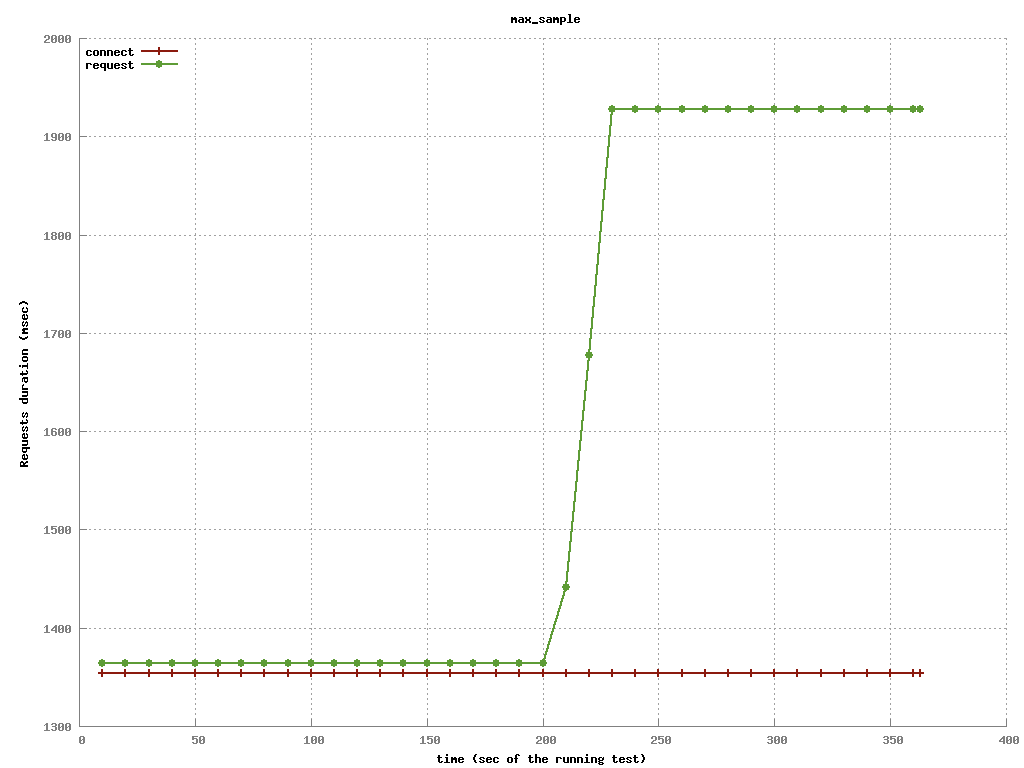 max_sample
connect
request
2000
1900
1800
1700
1600
1500
1400
1300
Requests duration (msec)
0 50 100 150 200 250 300 350 400
time (sec of the running test)